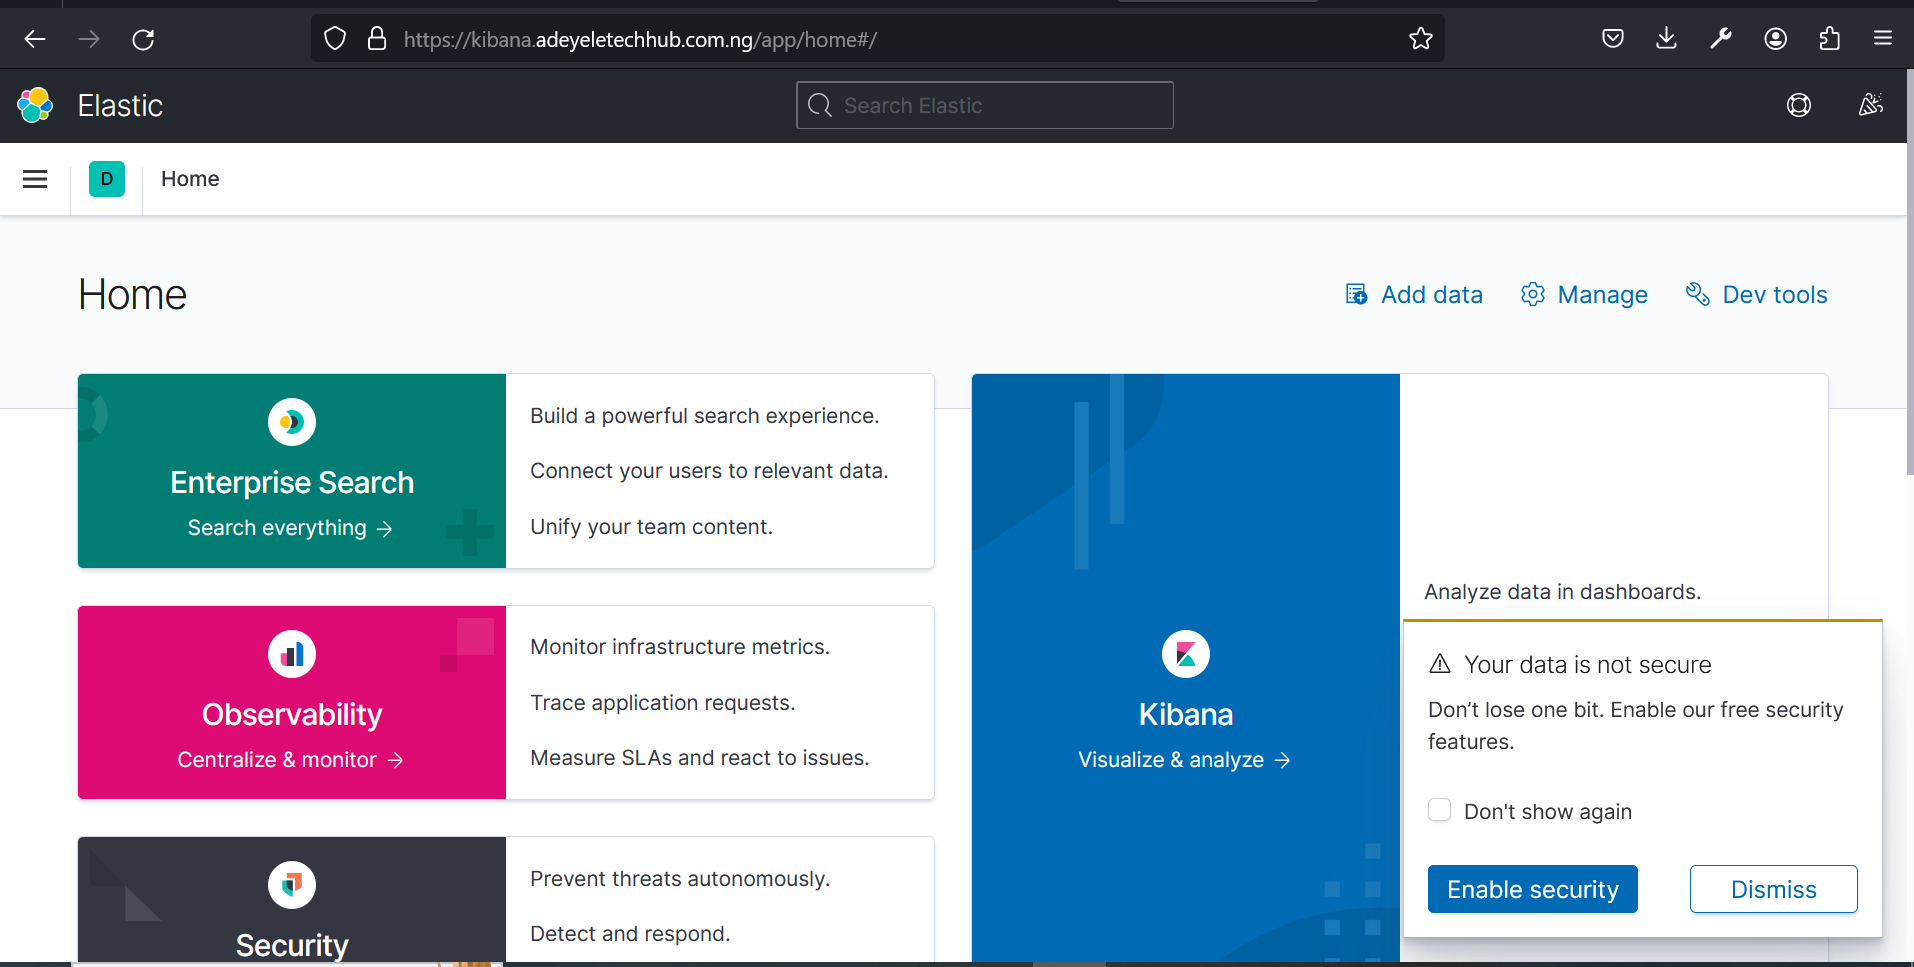 https://kibana.adeyeletechhub.com.ng/app/home#/
Elastic
Search Elastic
D
Home
Home
Add data
Manage
Dev tools
Enterprise Search
Search everything →
Build a powerful search experience.
Connect your users to relevant data.
Unify your team content.
Observability
Centralize & monitor →
Monitor infrastructure metrics.
Trace application requests.
Measure SLAs and react to issues.
Security
Prevent threats autonomously.
Detect and respond.
Kibana
Visualize & analyze →
Analyze data in dashboards.
Your data is not secure
Don’t lose one bit. Enable our free security
features.
Don't show again
Enable security
Dismiss